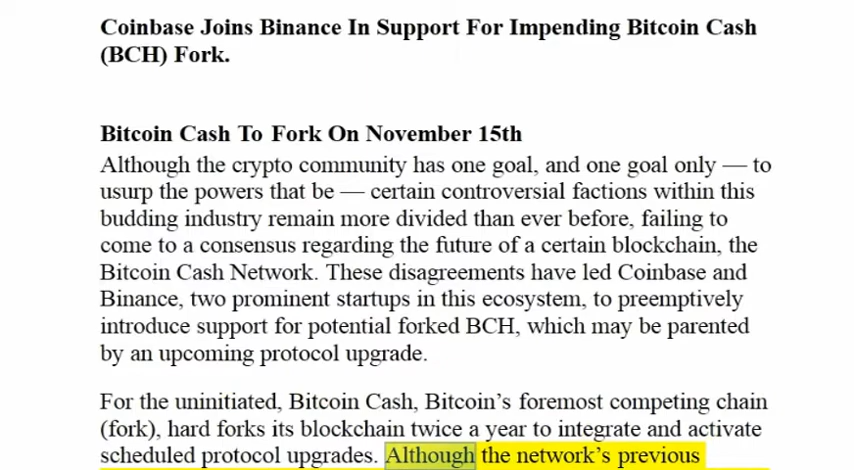 Coinbase Joins Binance In Support For Impending Bitcoin Cash
(BCH) Fork.
Bitcoin Cash To Fork On November 15th
Although the crypto community has one goal, and one goal only — to
usurp the powers that be — certain controversial factions within this
budding industry remain more divided than ever before, failing to
come to a consensus regarding the future of a certain blockchain, the
Bitcoin Cash Network. These disagreements have led Coinbase and
Binance, two prominent startups in this ecosystem, to preemptively
introduce support for potential forked BCH, which may be parented
by an upcoming protocol upgrade.
For the uninitiated, Bitcoin Cash, Bitcoin’s foremost competing chain
(fork), hard forks its blockchain twice a year to integrate and activate
scheduled protocol upgrades. Although the network’s previous